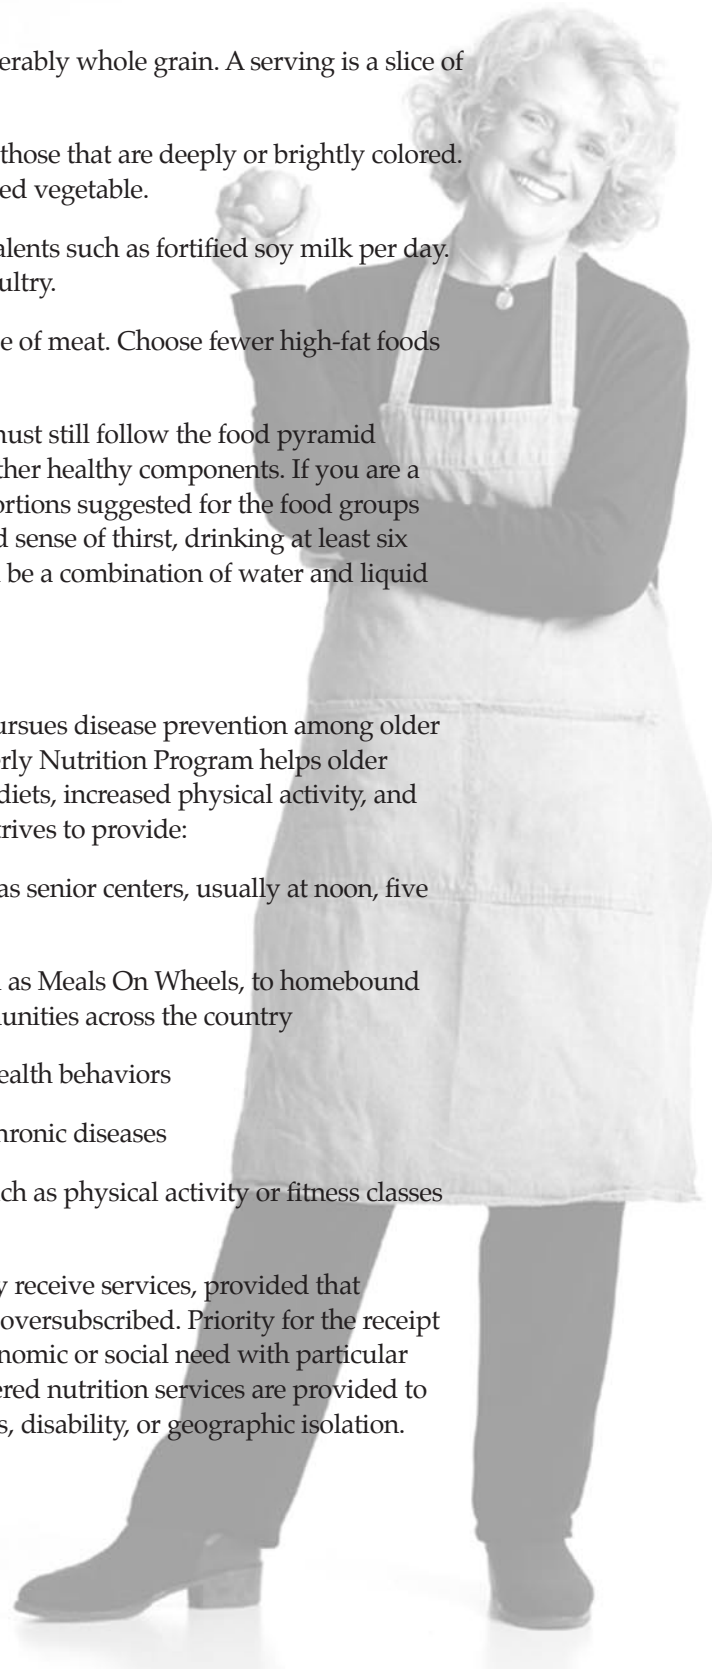 erably whole grain. A serving is a slice of
those that are deeply or brightly colored.
ed vegetable.
alents such as fortified soy milk per day.
ultry.
e of meat. Choose fewer high-fat foods
ust still follow the food pyramid
ther healthy components. If you are a
ortions suggested for the food groups
d sense of thirst, drinking at least six
be a combination of water and liquid
ursues disease prevention among older
erly Nutrition Program helps older
diets, increased physical activity, and
trives to provide:
as senior centers, usually at noon, five
as Meals On Wheels, to homebound
unities across the country
ealth behaviors
hronic diseases
ch as physical activity or fitness classes
y receive services, provided that
oversubscribed. Priority for the receipt
nomic or social need with particular
ered nutrition services are provided to
s, disability, or geographic isolation.